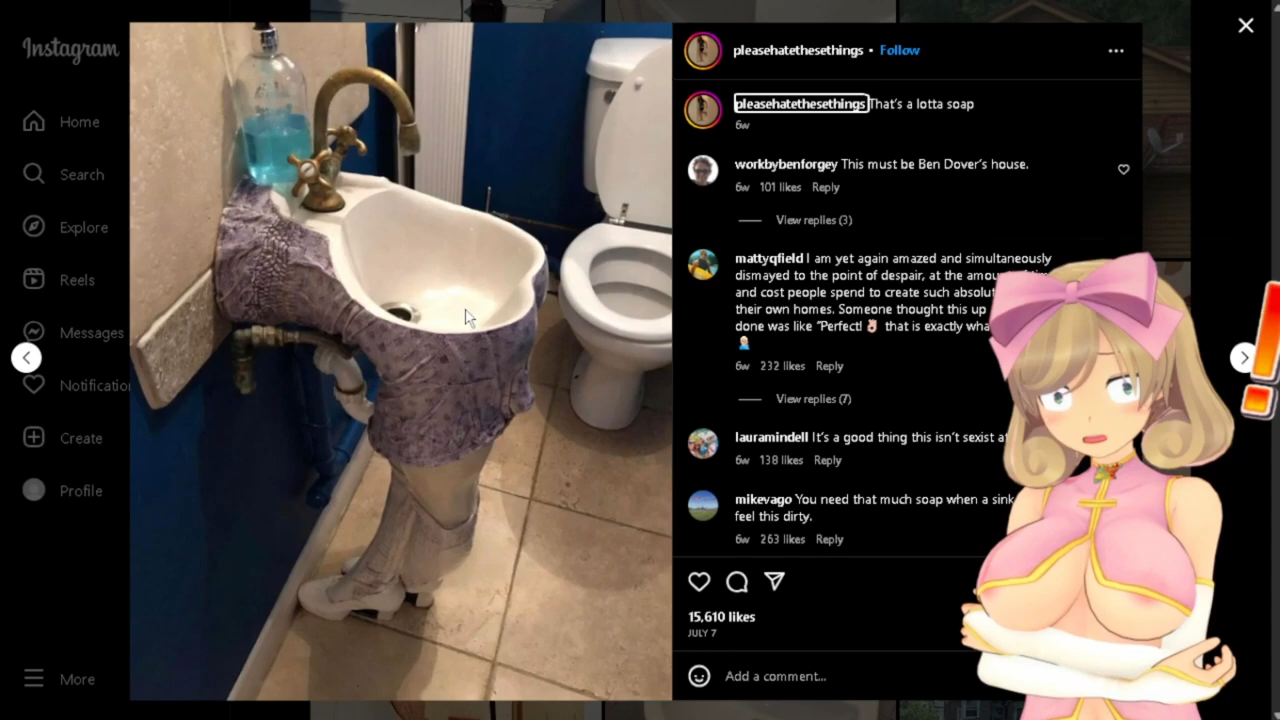 Instagram
Home
Search
Explore
Reels
Messages
Notification
Create
Profile
More
pleasehatethesethings • Follow
pleasehatethesethings That's a lotta soap
6w
workbybenforgey This must be Ben Dover's house.
6w 101 likes Reply
View replies (3)
mattyqfield I am yet again amazed and simultaneously
dismayed to the point of despair, at the amou
and cost people spend to create such absolut
their own homes. Someone thought this up
done was like "Perfect! 👌🏻 that is exactly wha
6w 232 likes Reply
View replies (7)
lauramindell It's a good thing this isn't sexist a
6w 138 likes Reply
mikevago You need that much soap when a sink
feel this dirty.
6w 263 likes Reply
15,610 likes
JULY 7
Add a comment...